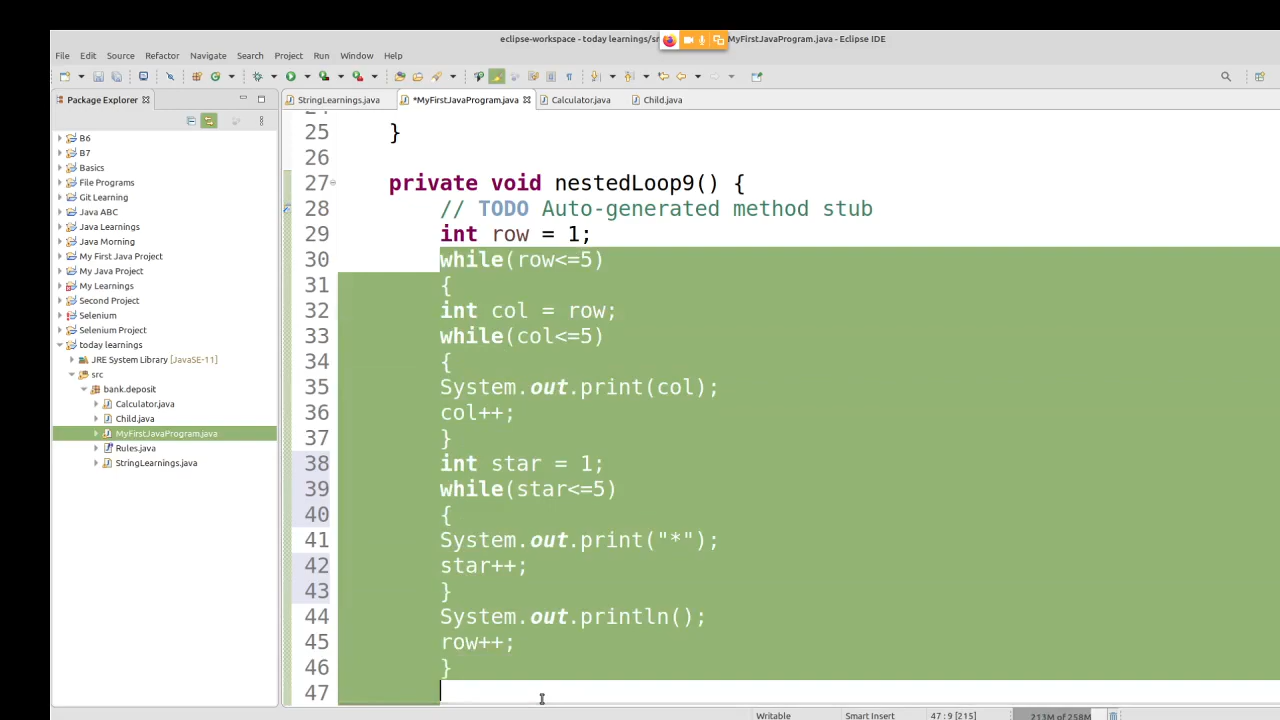 eclipse-workspace - today learnings/sr MyFirstJavaProgram.java - Eclipse IDE
File Edit Source Refactor Navigate Search Project Run Window Help
Package Explorer
StringLearnings.java *MyFirstJavaProgram.java Calculator.java Child.java
B6
B7
Basics
File Programs
Git Learning
Java ABC
Java Learnings
Java Morning
My First Java Project
My Java Project
My Learnings
Second Project
Selenium
Selenium Project
today learnings
JRE System Library [JavaSE-11]
src
bank.deposit
Calculator.java
Child.java
MyFirstJavaProgram.java
Rules.java
StringLearnings.java
24
25 }
26
27 private void nestedLoop9() {
28 // TODO Auto-generated method stub
29 int row = 1;
30 while(row<=5)
31 {
32 int col = row;
33 while(col<=5)
34 {
35 System.out.print(col);
36 col++;
37 }
38 int star = 1;
39 while(star<=5)
40 {
41 System.out.print("*");
42 star++;
43 }
44 System.out.println();
45 row++;
46 }
47
Writable Smart Insert 47 : 9 [215] 213M of 258M